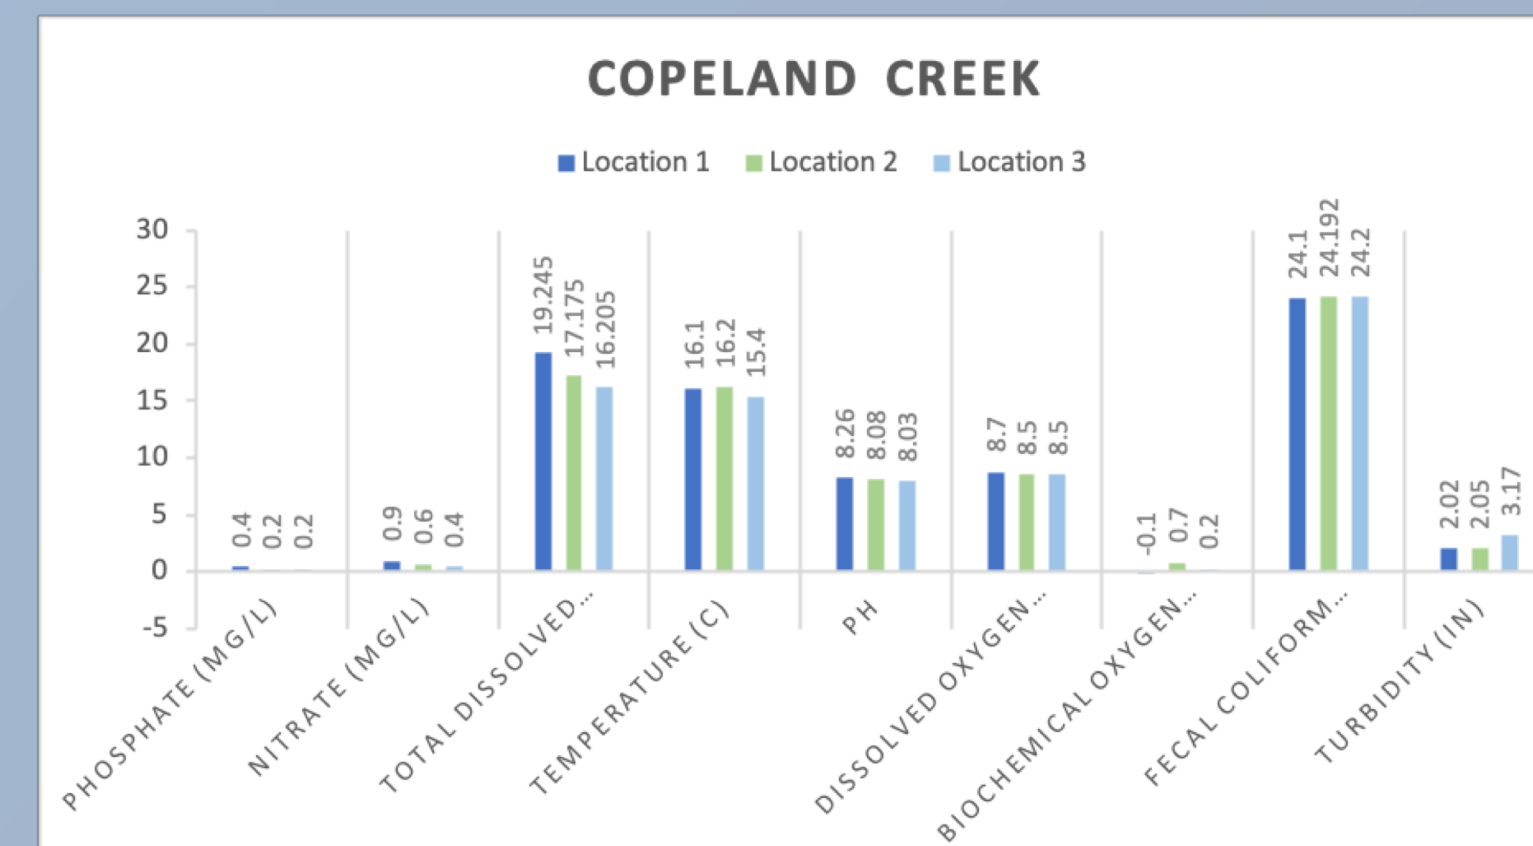 COPELAND CREEK
Location 1 Location 2 Location 3
30
25
20
15
10
5
0
-5
0.4 0.2 0.2
0.9 0.6 0.4
19.245 17.175 16.205
16.1 16.2 15.4
8.26 8.08 8.03
8.7 8.5 8.5
-0.1 0.7 0.2
24.1 24.192 24.2
2.02 2.05 3.17
PHOSPHATE (MG/L)
NITRATE (MG/L)
TOTAL DISSOLVED...
TEMPERATURE (C)
PH
DISSOLVED OXYGEN...
BIOCHEMICAL OXYGEN...
FECAL COLIFORM...
TURBIDITY (IN)